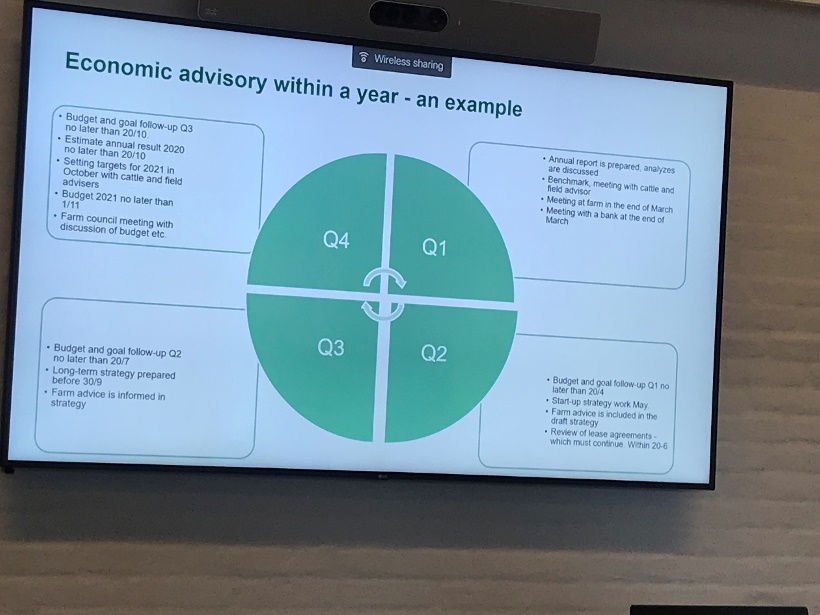 Wireless sharing
Economic advisory within a year - an example
• Budget and goal follow-up Q3
no later than 20/10
• Estimate annual result 2020
no later than 20/10
• Setting targets for 2021 in
October with cattle and field
advisers
• Budget 2021 no later than
1/11
• Farm council meeting with
discussion of budget etc.
• Annual report is prepared, analyzes
are discussed
• Benchmark, meeting with cattle and
field advisor
• Meeting at farm in the end of March
• Meeting with a bank at the end of
March
Q4
Q1
Q3
Q2
• Budget and goal follow-up Q2
no later than 20/7
• Long-term strategy prepared
before 30/9
• Farm advice is informed in
strategy
• Budget and goal follow-up Q1 no
later than 20/4
• Start-up strategy work May
• Farm advice is included in the
draft strategy
• Review of lease agreements -
which must continue. Within 20-6